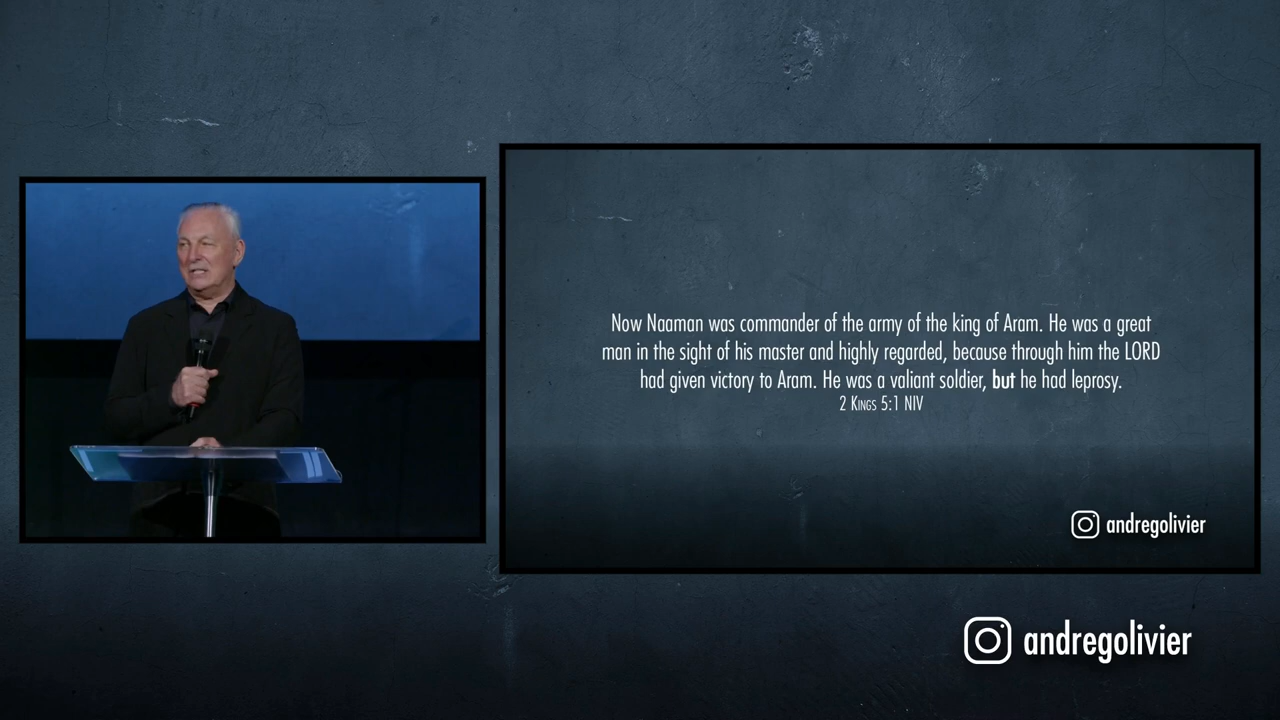 Now Naaman was commander of the army of the king of Aram. He was a great
man in the sight of his master and highly regarded, because through him the LORD
had given victory to Aram. He was a valiant soldier, but he had leprosy.
2 Kings 5:1 NIV
andregolivier
andregolivier